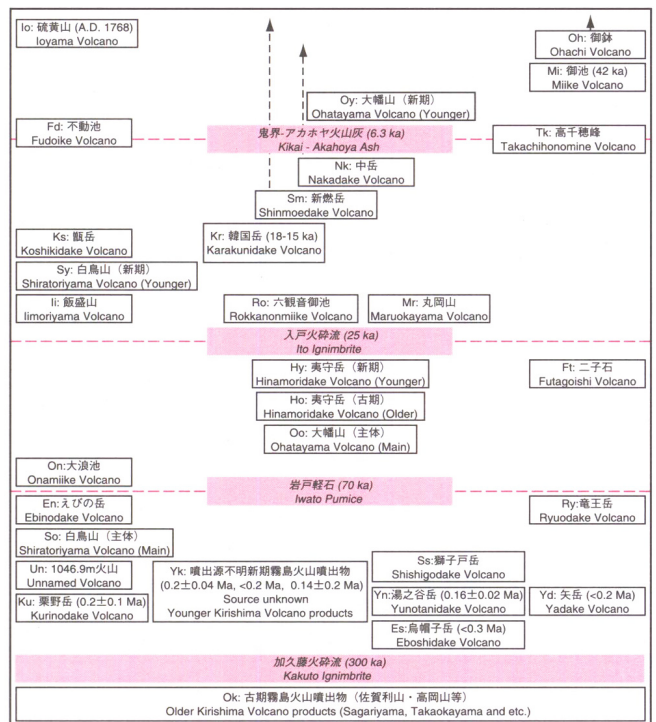 Io: 硫黄山 (A.D. 1768)
Ioyama Volcano
Oh: 御鉢
Ohachi Volcano
Mi: 御池 (42 ka)
Miike Volcano
Oy: 大幡山（新期）
Ohatayama Volcano (Younger)
Fd: 不動池
Fudoike Volcano
鬼界-アカホヤ火山灰 (6.3 ka)
Kikai - Akahoya Ash
Tk: 高千穂峰
Takachihonomine Volcano
Nk: 中岳
Nakadake Volcano
Sm: 新燃岳
Shinmoedake Volcano
Ks: 甑岳
Koshikidake Volcano
Kr: 韓国岳 (18-15 ka)
Karakunidake Volcano
Sy: 白鳥山（新期）
Shiratoriyama Volcano (Younger)
Ii: 飯盛山
Iimoriyama Volcano
Ro: 六観音御池
Rokkanonmiike Volcano
Mr: 丸岡山
Maruokayama Volcano
入戸火砕流 (25 ka)
Ito Ignimbrite
Hy: 夷守岳（新期）
Hinamoridake Volcano (Younger)
Ft: 二子石
Futagoishi Volcano
Ho: 夷守岳（古期）
Hinamoridake Volcano (Older)
Oo: 大幡山（主体）
Ohatayama Volcano (Main)
On:大浪池
Onamiike Volcano
岩戸軽石 (70 ka)
Iwato Pumice
En:えびの岳
Ebinodake Volcano
Ry:竜王岳
Ryuodake Volcano
So: 白鳥山（主体）
Shiratoriyama Volcano (Main)
Un: 1046.9m火山
Unnamed Volcano
Yk: 噴出源不明新期霧島火山噴出物
(0.2±0.04 Ma, <0.2 Ma, 0.14±0.2 Ma)
Source unknown
Younger Kirishima Volcano products
Ss:獅子戸岳
Shishigodake Volcano
Ku: 栗野岳 (0.2±0.1 Ma)
Kurinodake Volcano
Yn:湯之谷岳 (0.16±0.02 Ma)
Yunotanidake Volcano
Yd: 矢岳 (<0.2 Ma)
Yadake Volcano
Es:烏帽子岳 (<0.3 Ma)
Eboshidake Volcano
加久藤火砕流 (300 ka)
Kakuto Ignimbrite
Ok: 古期霧島火山噴出物（佐賀利山・高岡山等）
Older Kirishima Volcano products (Sagariyama, Takaokayama and etc.)